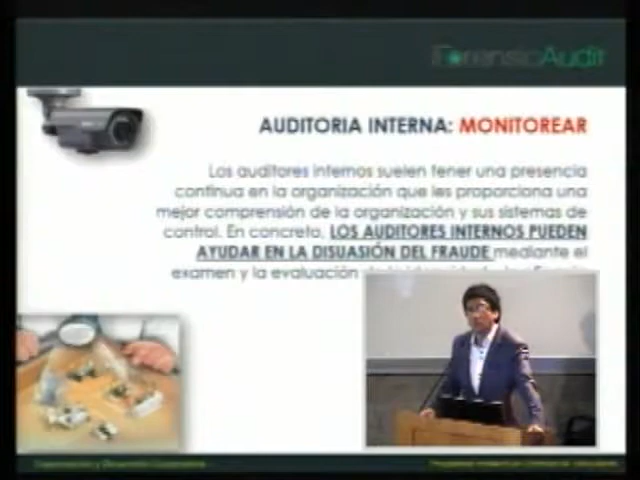 ForensicAudit
AUDITORIA INTERNA: MONITOREAR
Los auditores internos suelen tener una presencia
continua en la organización que les proporciona una
mejor comprensión de la organización y sus sistemas de
control. En concreto, LOS AUDITORES INTERNOS PUEDEN
AYUDAR EN LA DISUASIÓN DEL FRAUDE mediante el
examen y la evaluación